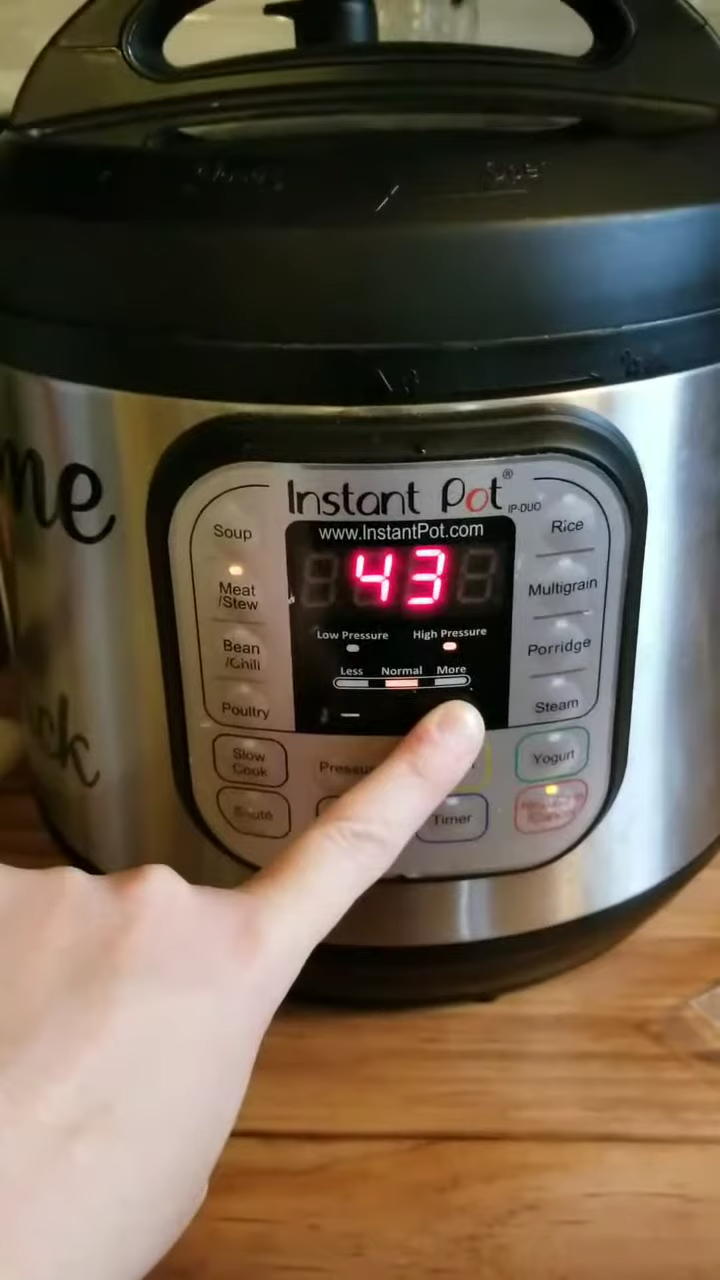 Instant Pot®
IP-DUO
www.InstantPot.com
43
Low Pressure
High Pressure
Less
Normal
More
Soup
Meat
/Stew
Bean
/Chili
Poultry
Slow
Cook
Sauté
Rice
Multigrain
Porridge
Steam
Yogurt
Timer